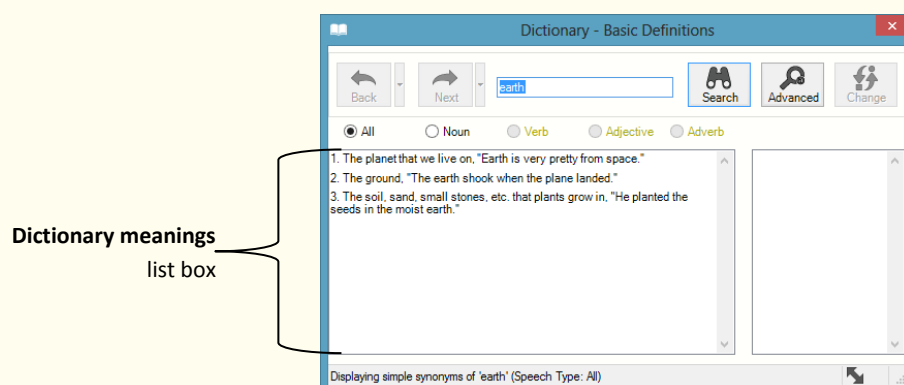 Dictionary - Basic Definitions
Back
Next
earth
Search
Advanced
Change
All
Noun
Verb
Adjective
Adverb
1. The planet that we live on, "Earth is very pretty from space."
2. The ground, "The earth shook when the plane landed."
3. The soil, sand, small stones, etc. that plants grow in, "He planted the
seeds in the moist earth."
Dictionary meanings
list box
Displaying simple synonyms of 'earth' (Speech Type: All)